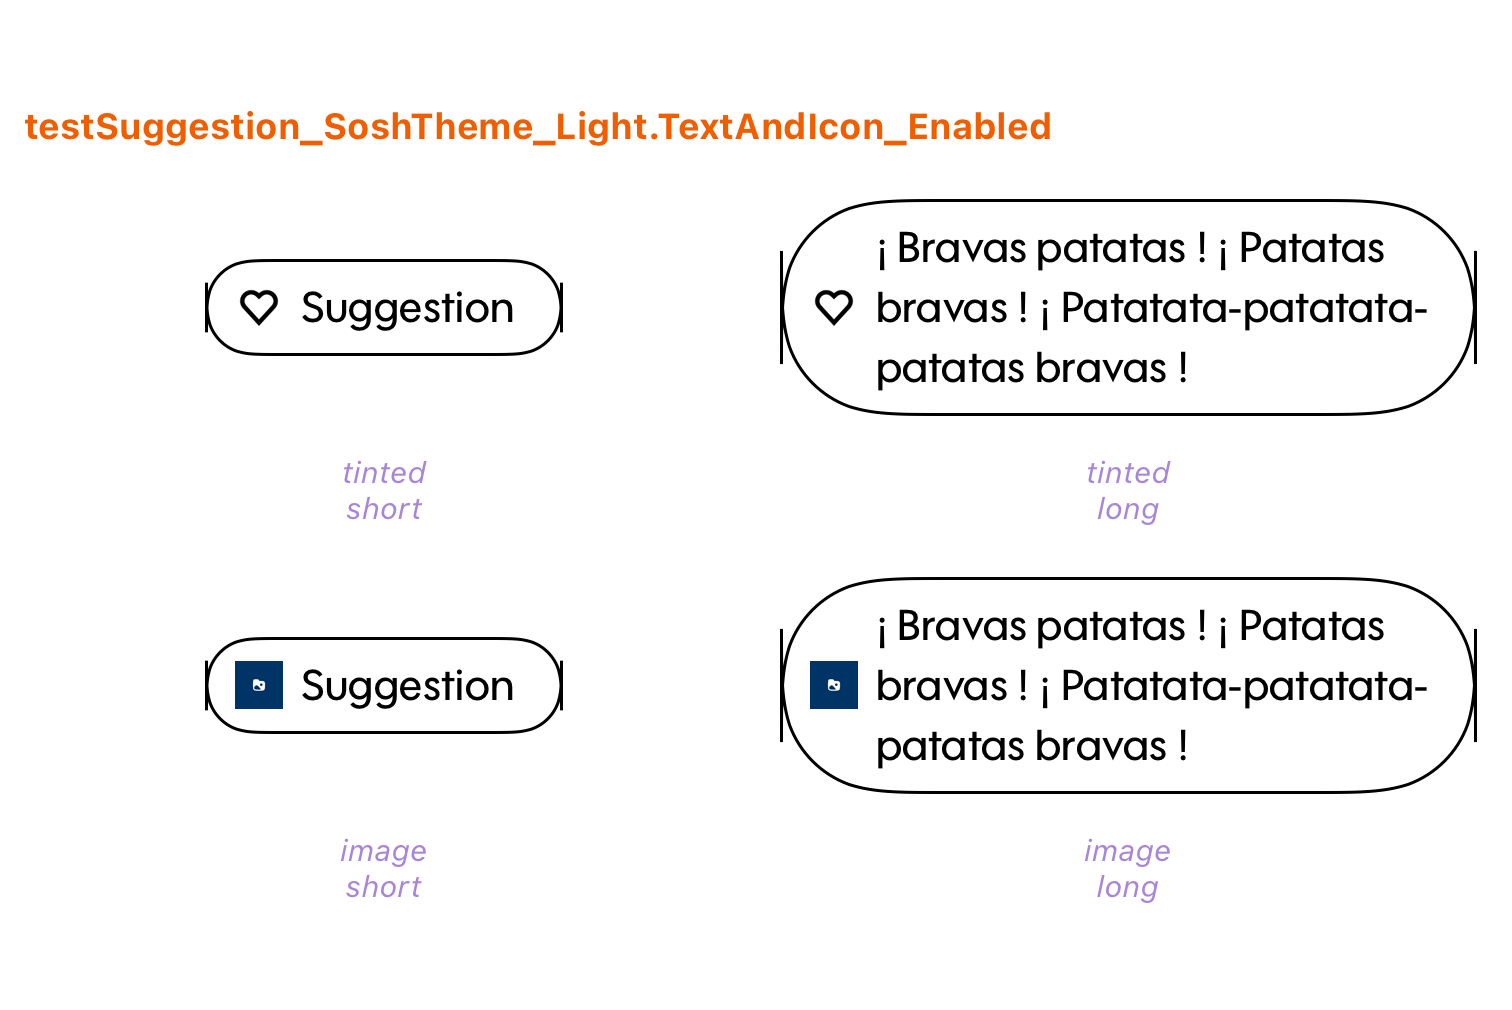 testSuggestion_SoshTheme_Light.TextAndIcon_Enabled
Suggestion
¡ Bravas patatas ! ¡ Patatas
bravas ! ¡ Patatata-patatata-
patatas bravas !
tinted
short
tinted
long
Suggestion
¡ Bravas patatas ! ¡ Patatas
bravas ! ¡ Patatata-patatata-
patatas bravas !
image
short
image
long